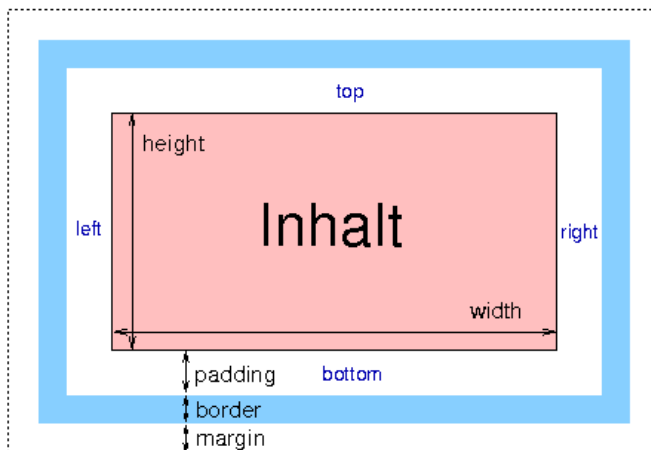 top
height
left
Inhalt
right
width
padding
bottom
border
margin